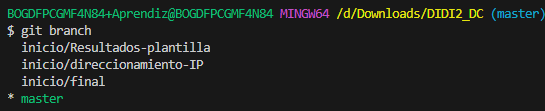 BOGDFPCGMF4N84+Aprendiz@BOGDFPCGMF4N84 MINGW64 /d/Downloads/DIDI2_DC (master)
$ git branch
  inicio/Resultados-plantilla
  inicio/direccionamiento-IP
  inicio/final
* master